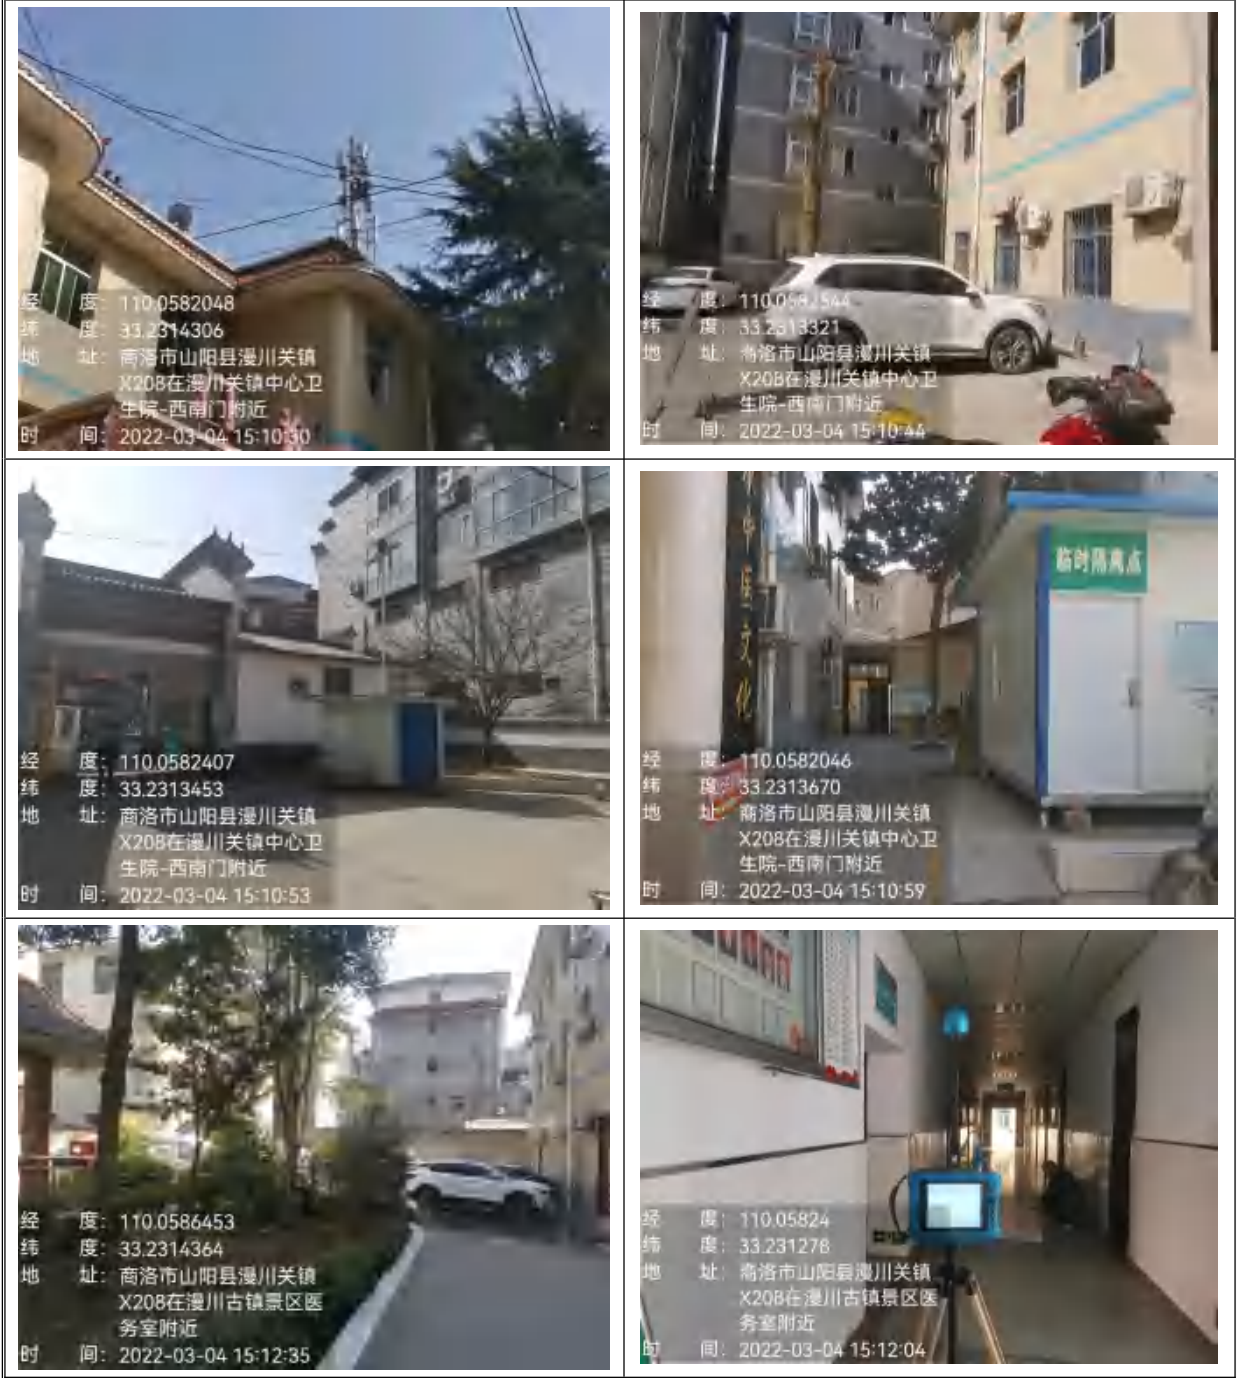 经 度：110.0582048
纬 度：33.2314306
地 址：商洛市山阳县漫川关镇
X208在漫川关镇中心卫
生院-西南门附近
时 间：2022-03-04 15:10:30
经 度：110.0582544
纬 度：33.2313321
地 址：商洛市山阳县漫川关镇
X208在漫川关镇中心卫
生院-西南门附近
时 间：2022-03-04 15:10:44
经 度：110.0582407
纬 度：33.2313453
地 址：商洛市山阳县漫川关镇
X208在漫川关镇中心卫
生院-西南门附近
时 间：2022-03-04 15:10:53
中医文化
临时隔离点
经 度：110.0582046
纬 度：33.2313670
地 址：商洛市山阳县漫川关镇
X208在漫川关镇中心卫
生院-西南门附近
时 间：2022-03-04 15:10:59
经 度：110.0586453
纬 度：33.2314364
地 址：商洛市山阳县漫川关镇
X208在漫川古镇景区医
务室附近
时 间：2022-03-04 15:12:35
经 度：110.05824
纬 度：33.231278
地 址：商洛市山阳县漫川关镇
X208在漫川古镇景区医
务室附近
时 间：2022-03-04 15:12:04